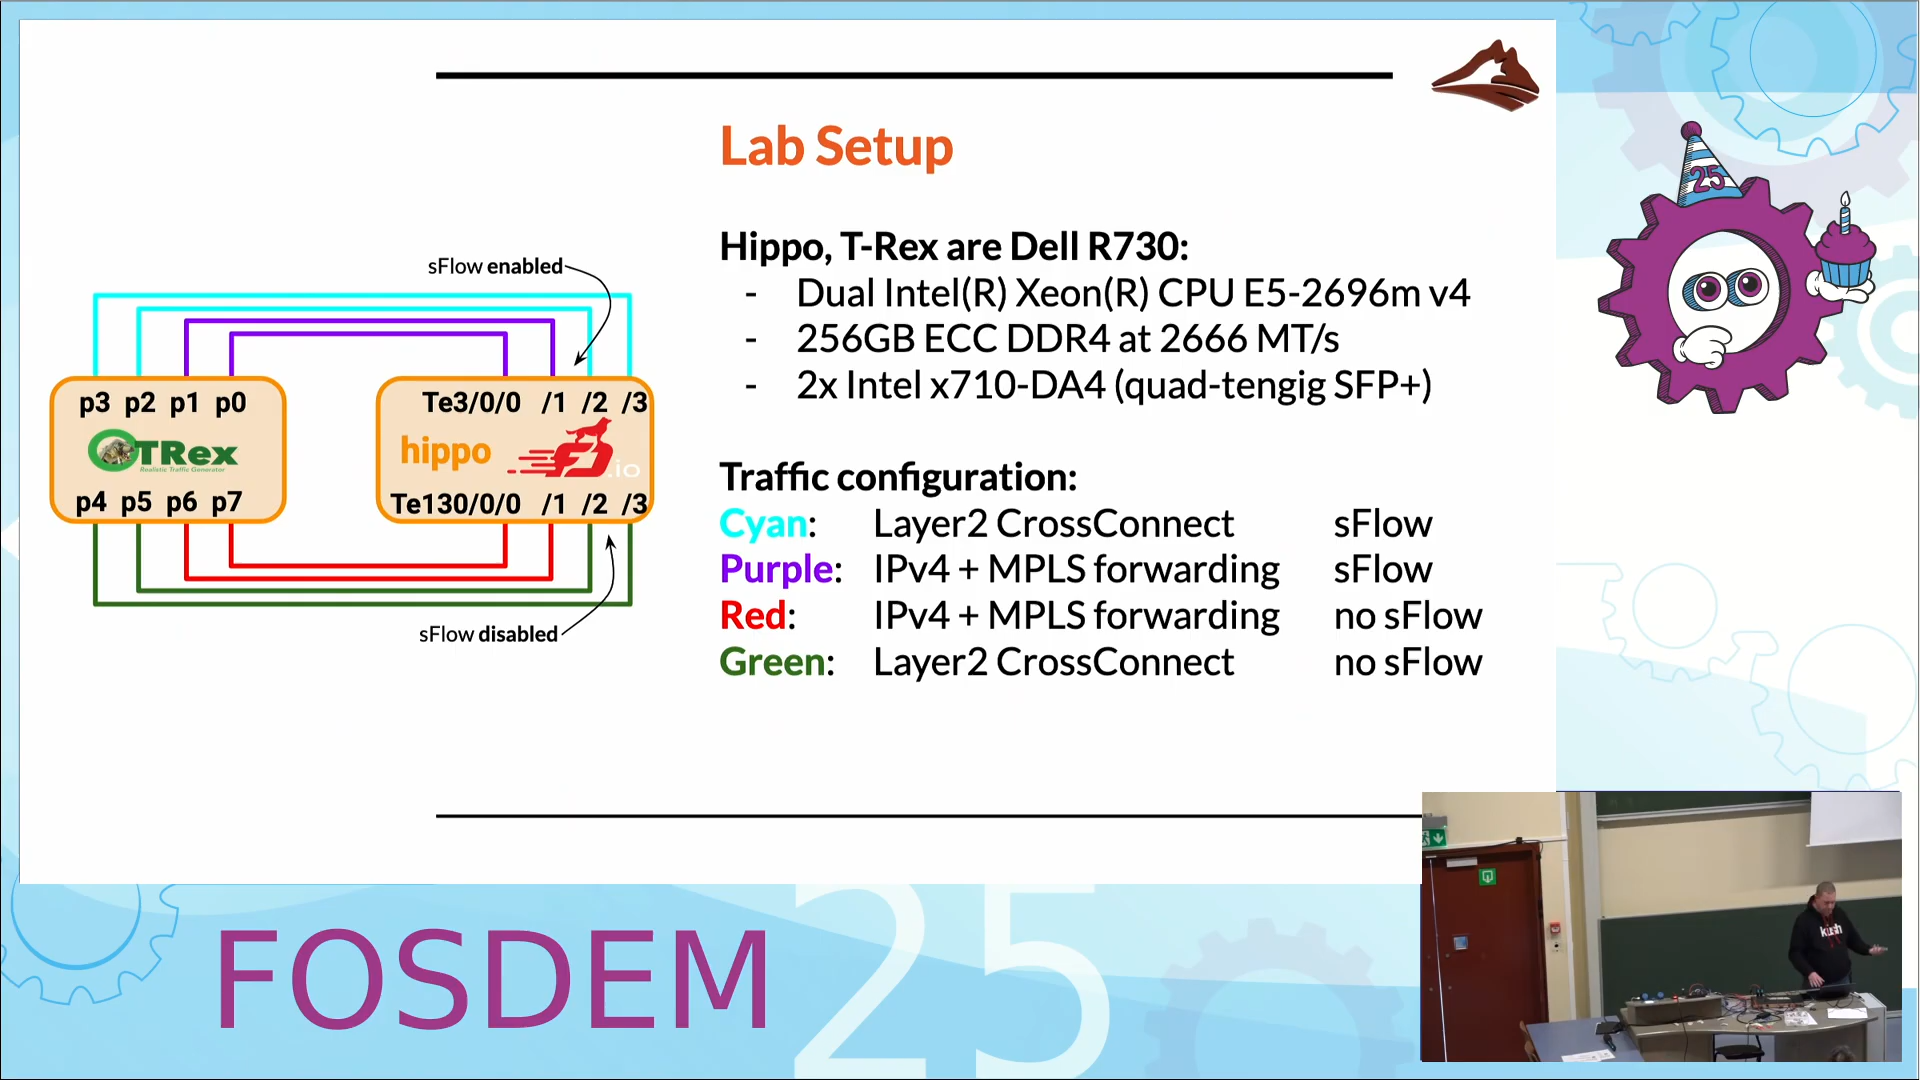 Lab Setup
Hippo, T-Rex are Dell R730:
- Dual Intel(R) Xeon(R) CPU E5-2696m v4
- 256GB ECC DDR4 at 2666 MT/s
- 2x Intel x710-DA4 (quad-tengig SFP+)
Traffic configuration:
Cyan: Layer2 CrossConnect sFlow
Purple: IPv4 + MPLS forwarding sFlow
Red: IPv4 + MPLS forwarding no sFlow
Green: Layer2 CrossConnect no sFlow
sFlow enabled
p3 p2 p1 p0
TRex
Realistic Traffic Generator
p4 p5 p6 p7
Te3/0/0 /1 /2 /3
hippo
FD.io
Te130/0/0 /1 /2 /3
sFlow disabled
25
FOSDEM 25